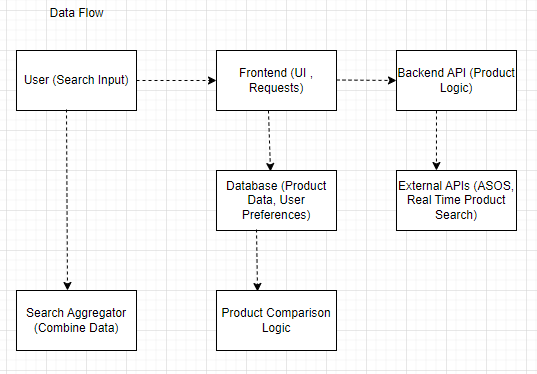 Data Flow
User (Search Input)
Frontend (UI ,
Requests)
Backend API (Product
Logic)
Database (Product
Data, User
Preferences)
External APIs (ASOS,
Real Time Product
Search)
Search Aggregator
(Combine Data)
Product Comparison
Logic